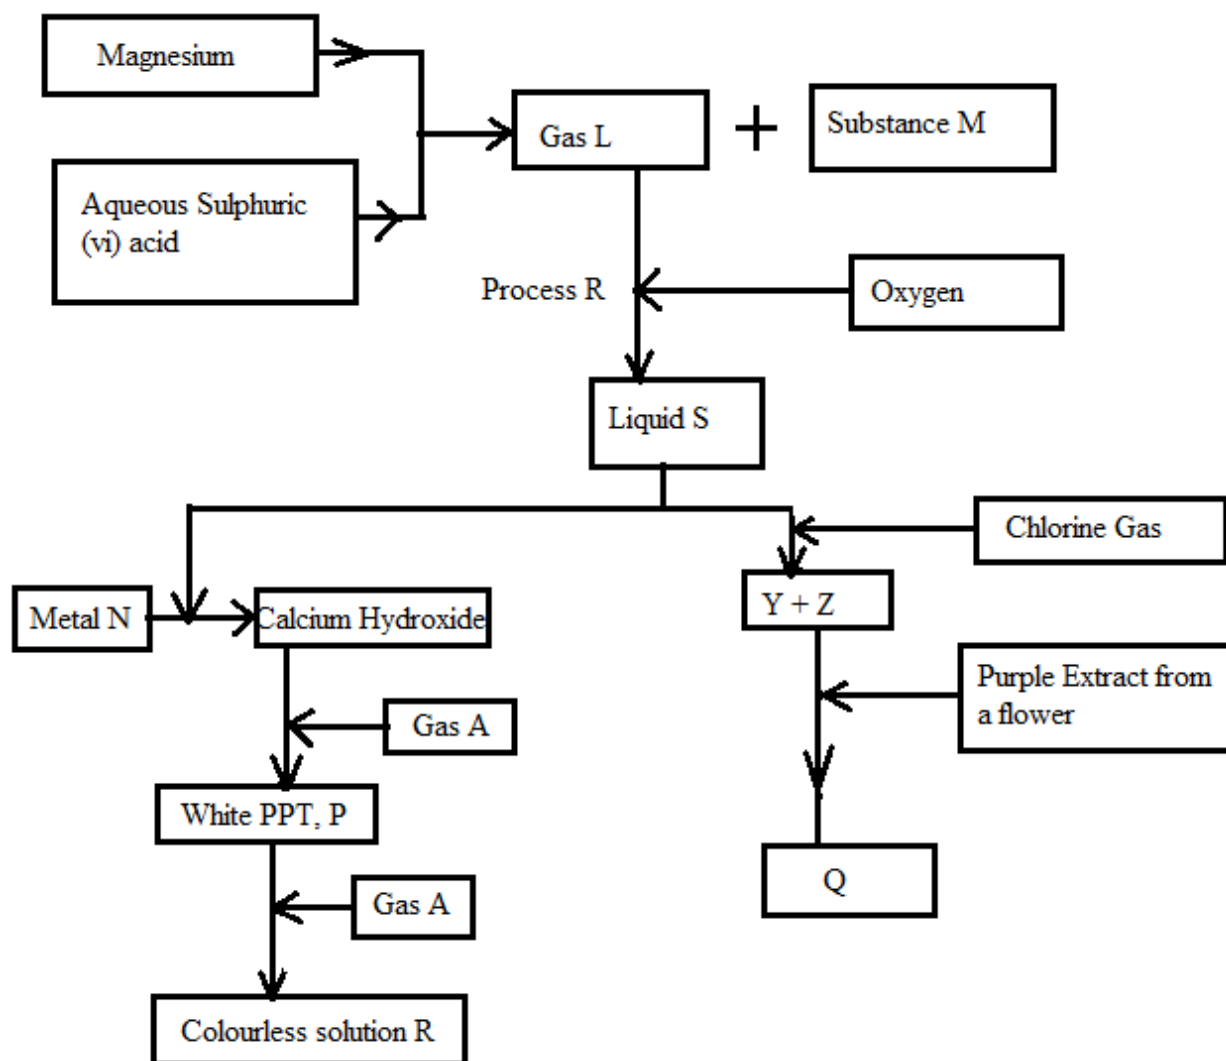 Magnesium
Gas L
+
Substance M
Aqueous Sulphuric
(vi) acid
Process R
Oxygen
Liquid S
Chlorine Gas
Metal N
Calcium Hydroxide
Y + Z
Purple Extract from
a flower
Gas A
White PPT, P
Gas A
Q
Colourless solution R